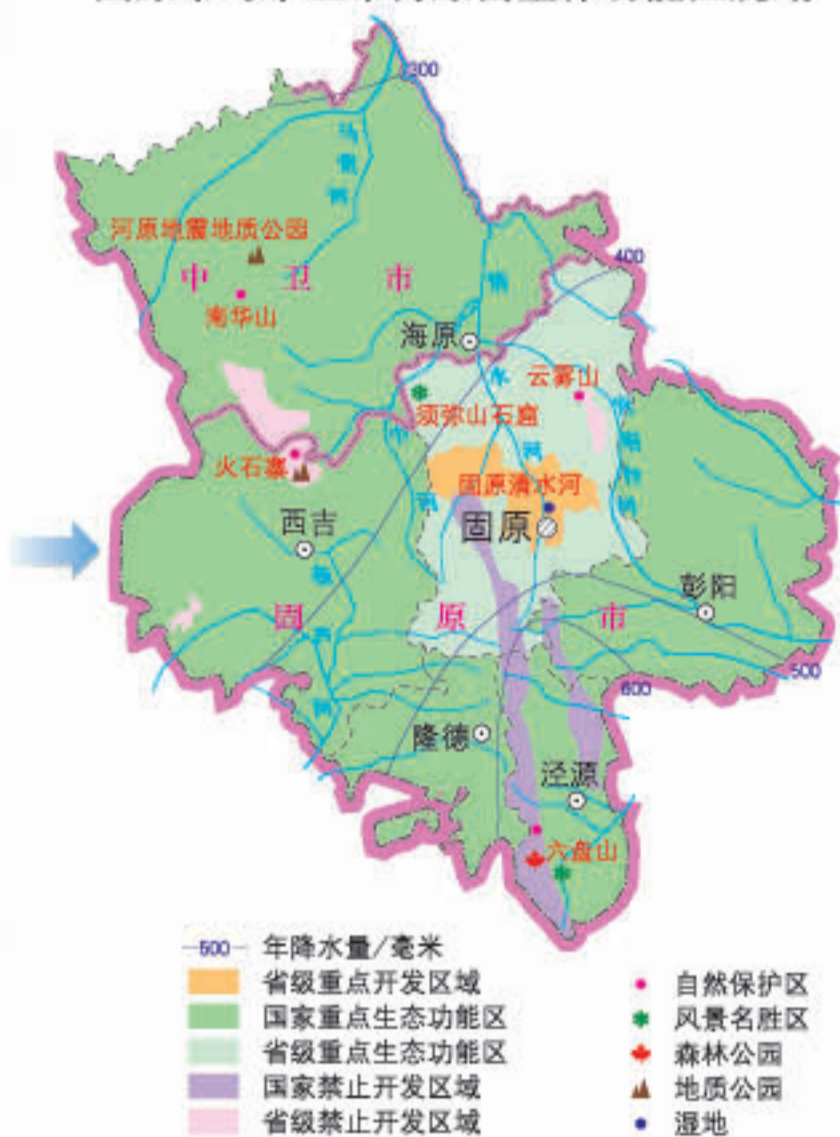 300
河原地震地质公园
中卫市
南华山
400
海原
清水河
云雾山
须弥山石窟
火石寨
固原清水河
西吉
固原
彭阳
固原市
500
600
隆德
泾源
六盘山
500 年降水量/毫米
省级重点开发区域
国家重点生态功能区
省级重点生态功能区
国家禁止开发区域
省级禁止开发区域
自然保护区
风景名胜区
森林公园
地质公园
湿地